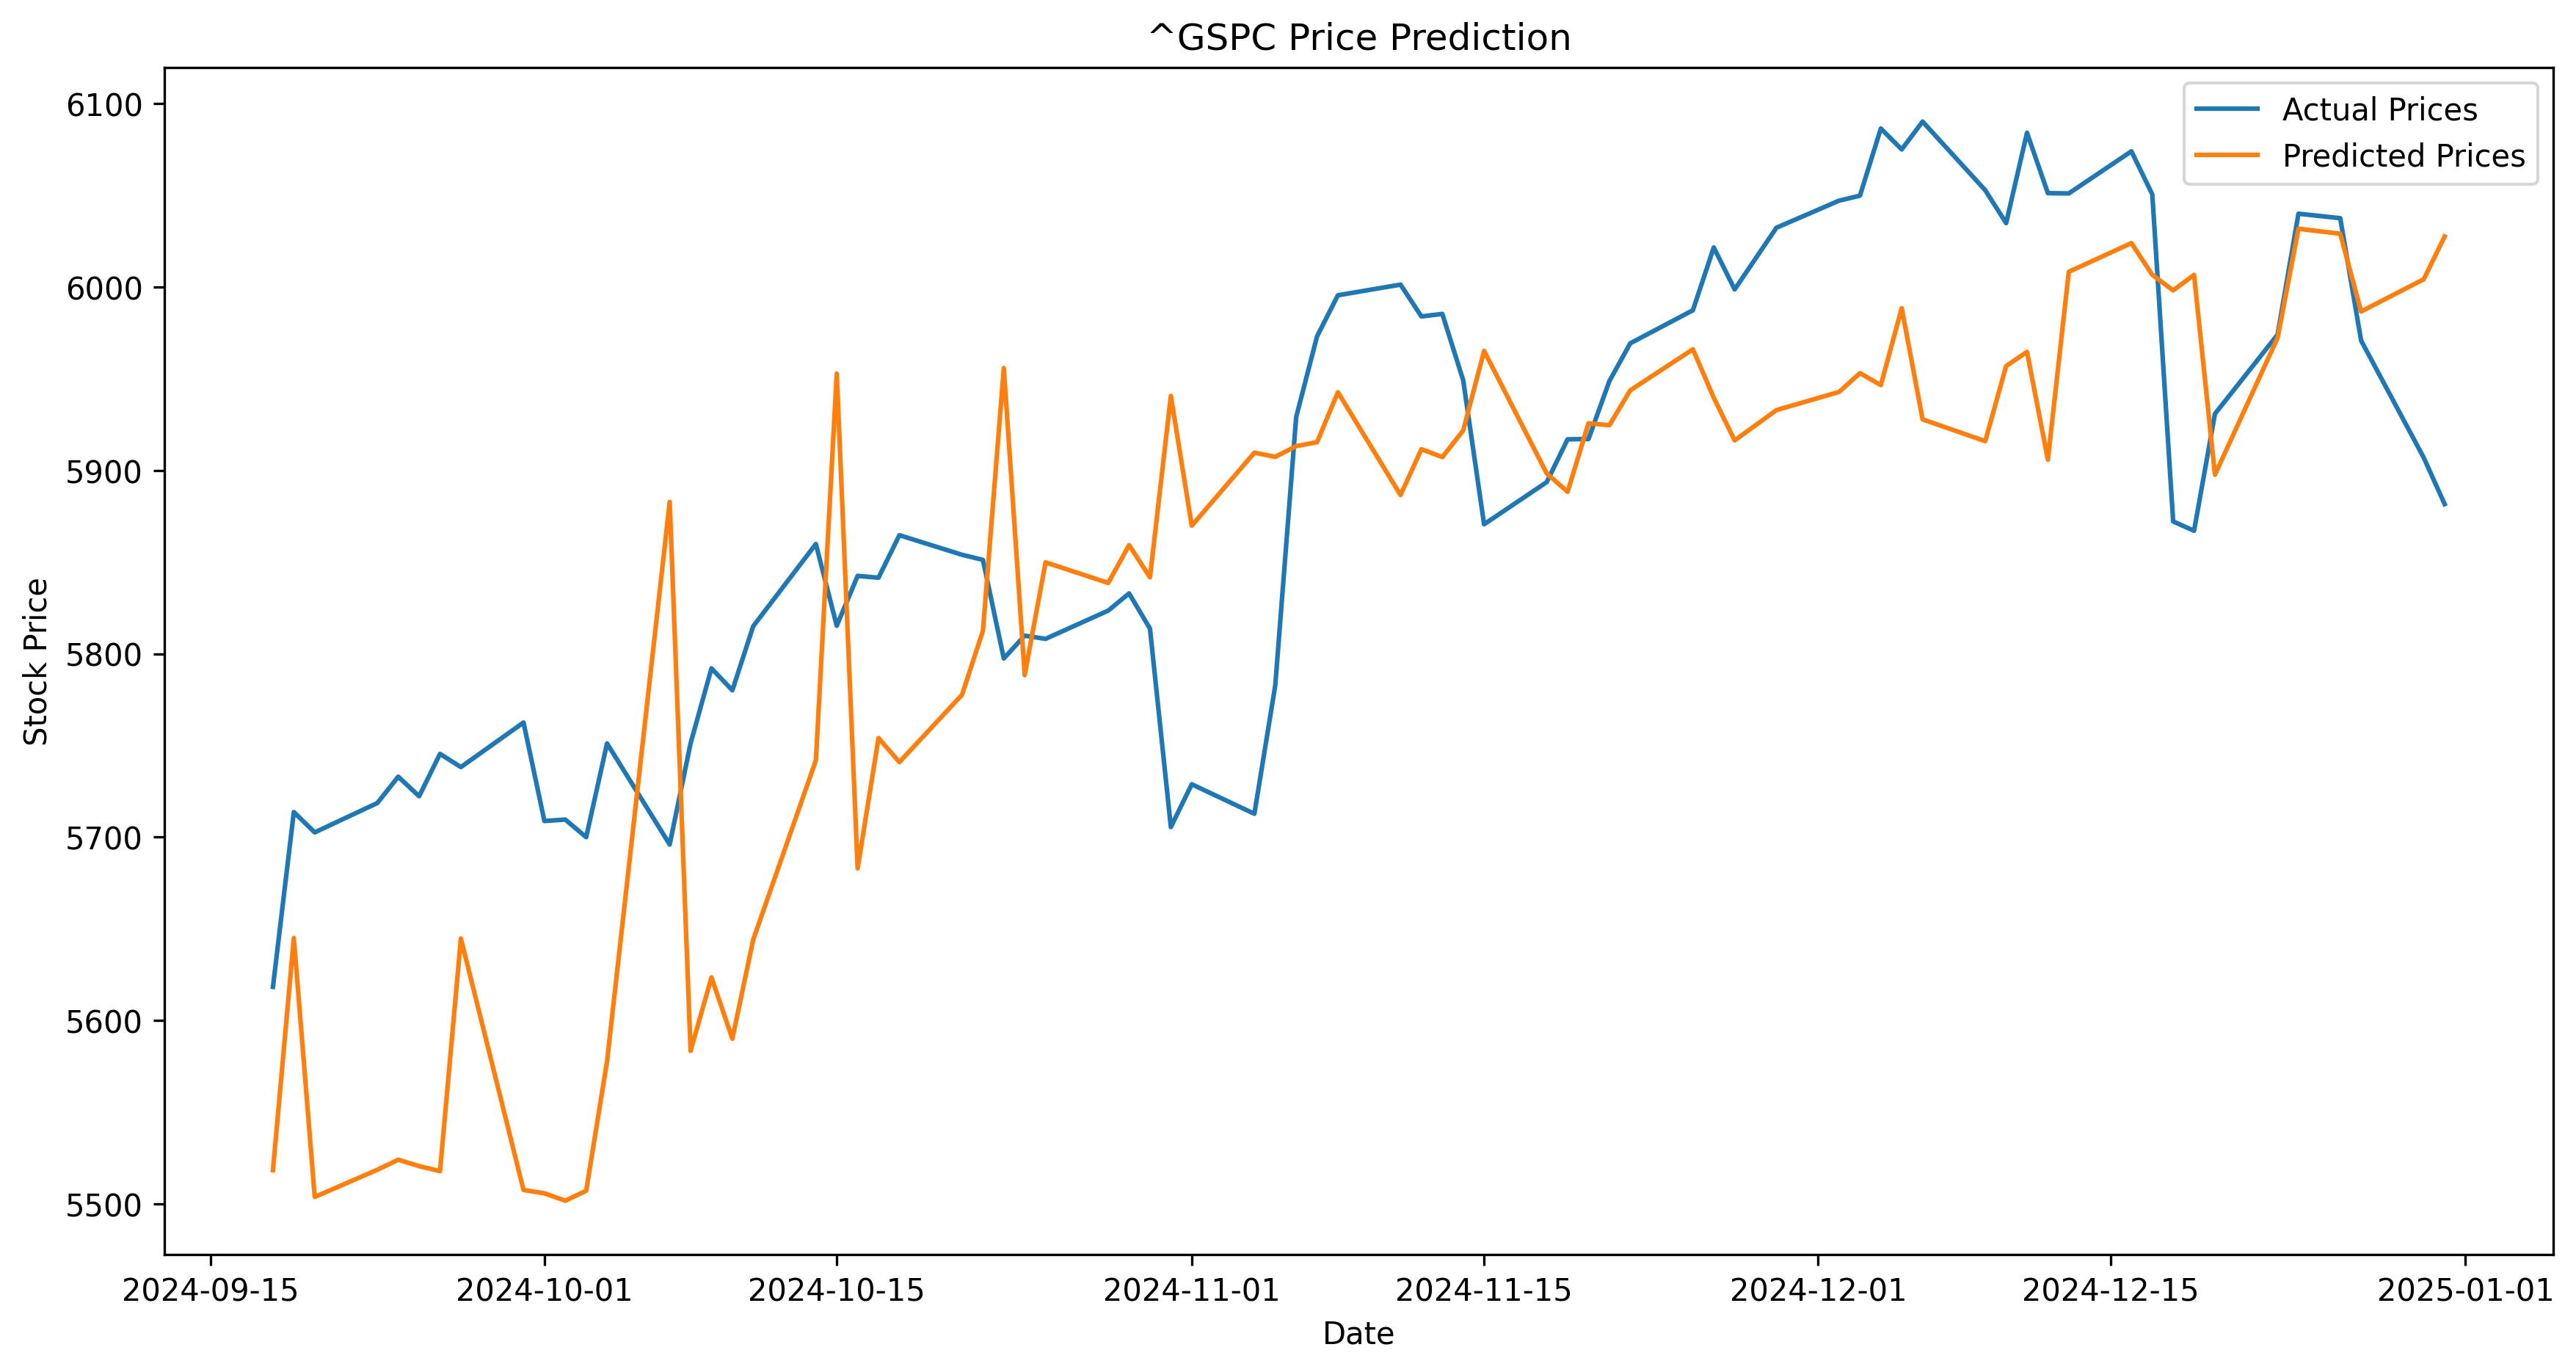 ^GSPC Price Prediction
Actual Prices
Predicted Prices
6100
6000
5900
5800
5700
5600
5500
Stock Price
2024-09-15 2024-10-01 2024-10-15 2024-11-01 2024-11-15 2024-12-01 2024-12-15 2025-01-01
Date